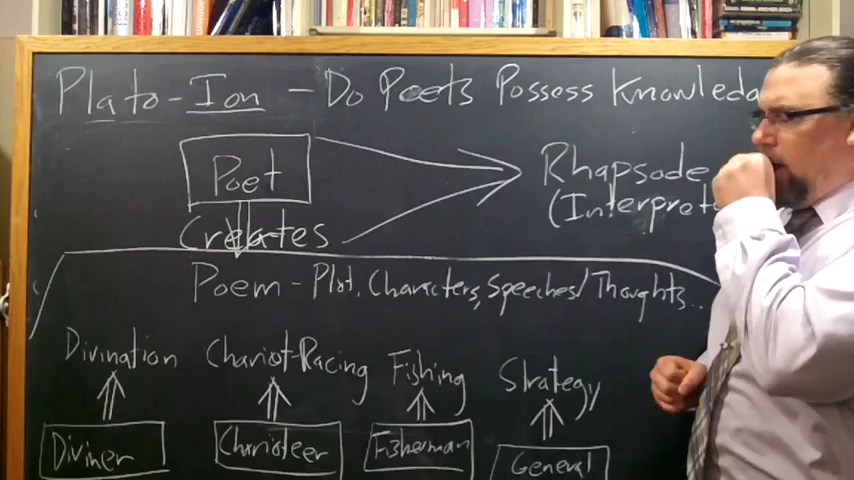 Plato - Ion - Do Poets Possess Knowleda
Poet
Rhapsode
Creates
(Interpret
Poem - Plot, Characters, Speeches/Thoughts...
Divination Chariot-Racing Fishing Strategy
Diviner Charioteer Fisherman General